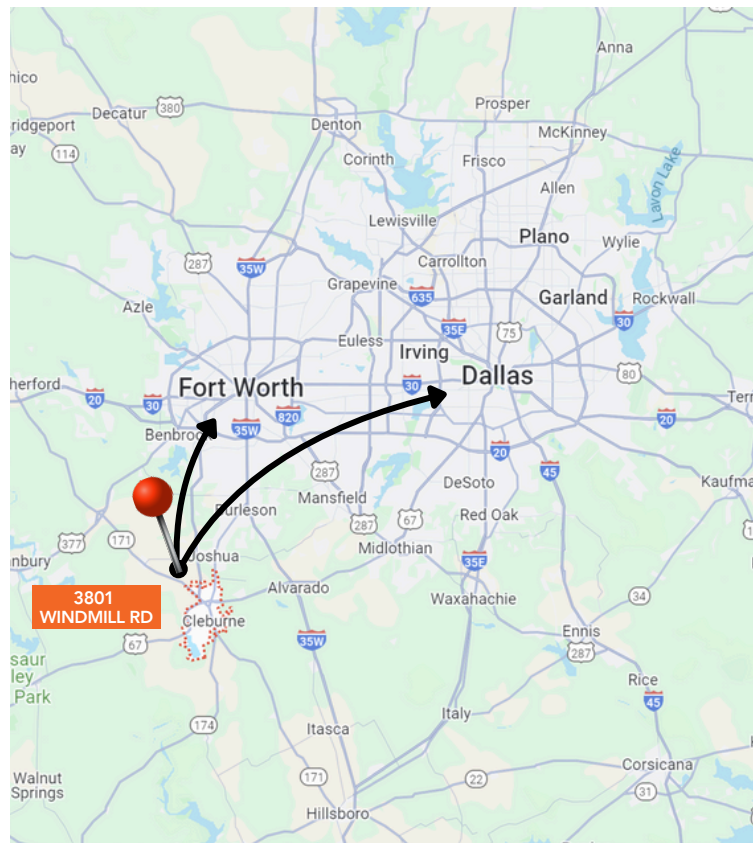 Anna
hico
Decatur
380
Prosper
ridgeport
Denton
McKinney
ay
114
Corinth
Frisco
Allen
Lavon Lake
Lewisville
Plano
Wylie
287
35W
Carrollton
Grapevine
635
Garland
Rockwall
Azle
35E
75
30
Euless
Irving
herford
Fort Worth
30
Dallas
80
20
30
820
20
Terr
Benbroo
35W
20
45
287
DeSoto
Kaufma
Mansfield
Burleson
287
67
Red Oak
377
171
Midlothian
nbury
Joshua
35E
3801
WINDMILL RD
Alvarado
Waxahachie
34
Cleburne
67
35W
Ennis
287
saur
ley
Park
Rice
45
174
Italy
Itasca
Walnut
Springs
171
22
Corsicana
31
Hillsboro